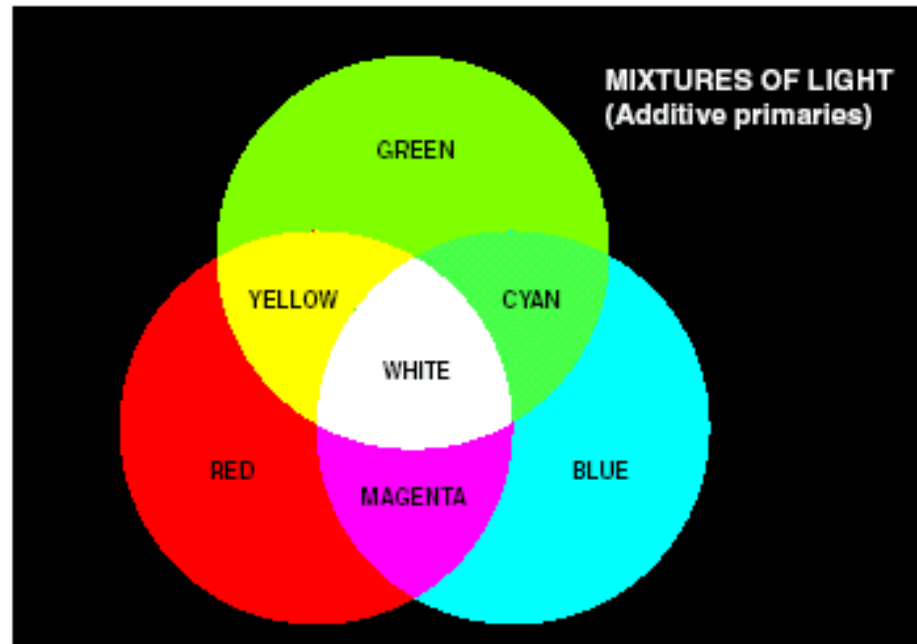 MIXTURES OF LIGHT
(Additive primaries)
GREEN
YELLOW
CYAN
WHITE
RED
BLUE
MAGENTA